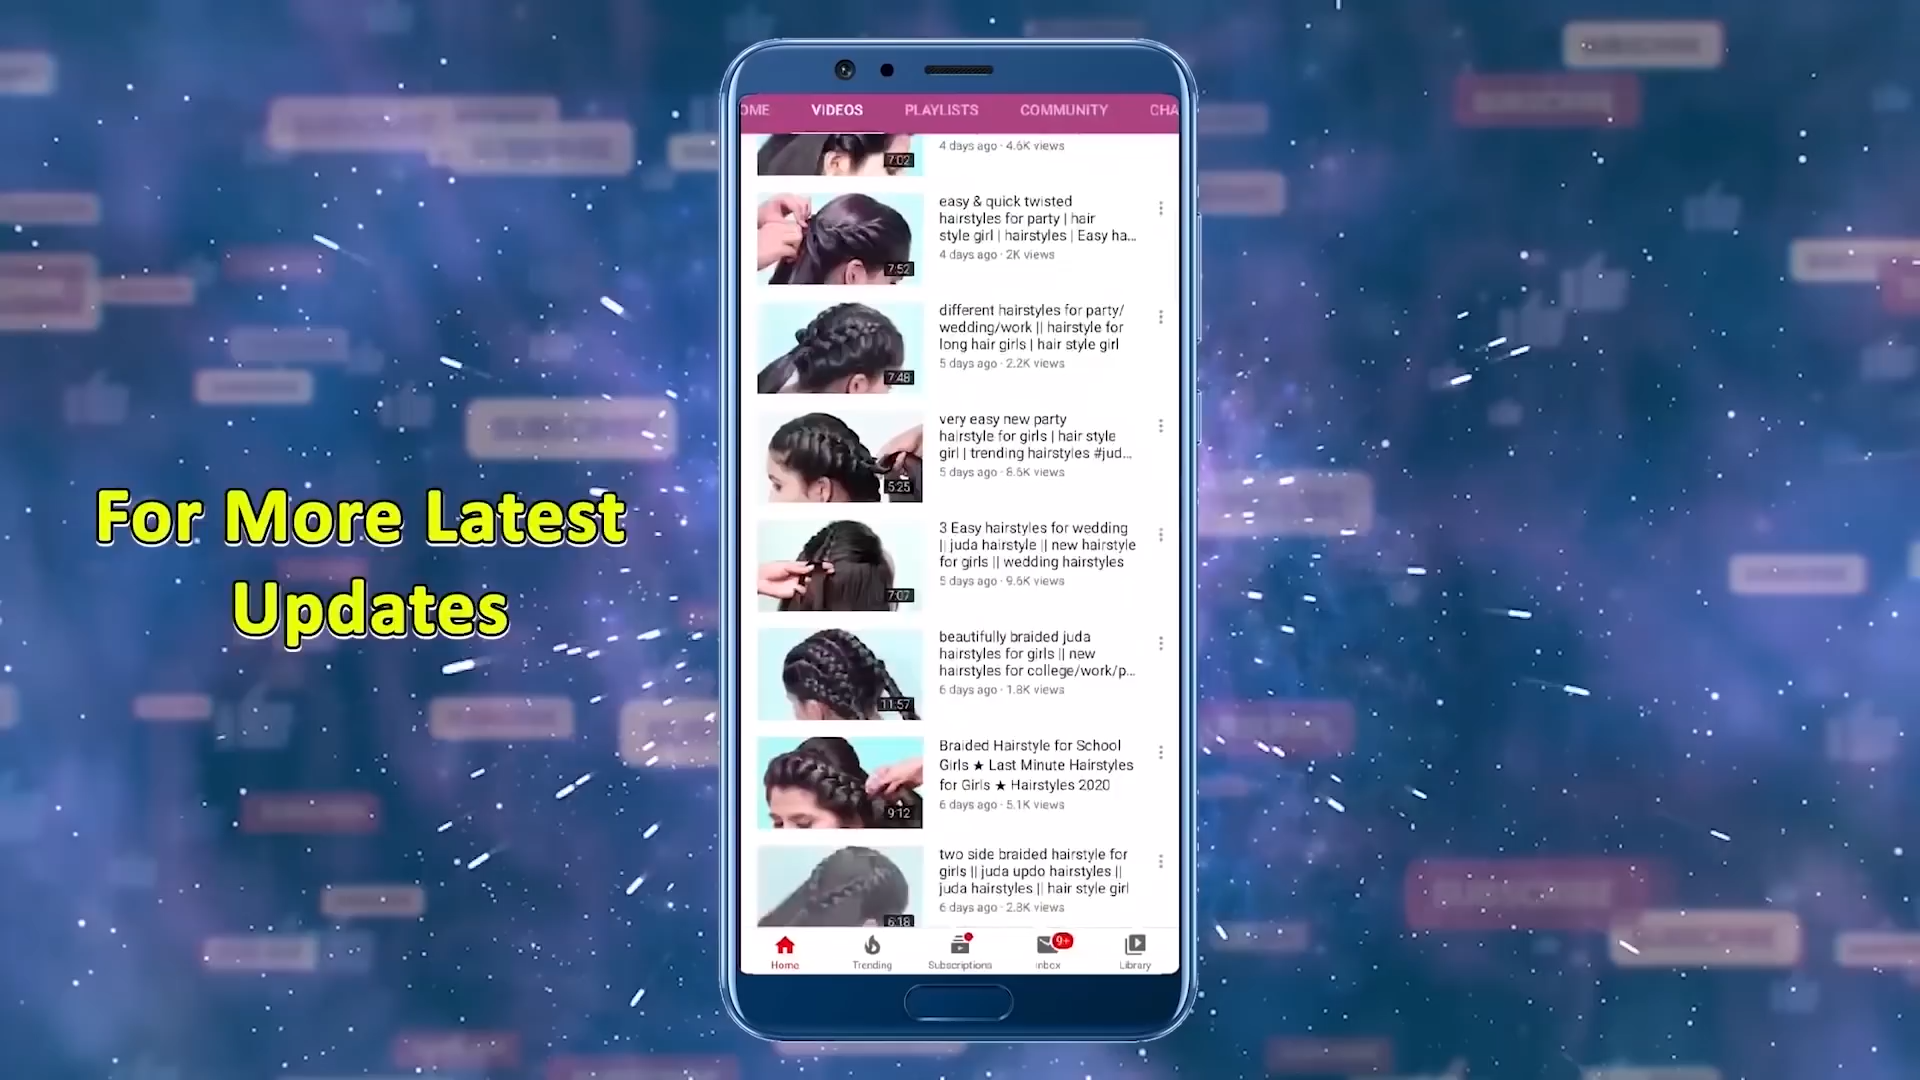 For More Latest
Updates
OME VIDEOS PLAYLISTS COMMUNITY CHA
7:02
4 days ago · 4.6K views
easy & quick twisted
hairstyles for party | hair
style girl | hairstyles | Easy ha...
4 days ago · 2K views
7:52
different hairstyles for party/
wedding/work || hairstyle for
long hair girls | hair style girl
5 days ago · 2.2K views
7:48
very easy new party
hairstyle for girls | hair style
girl | trending hairstyles #jud...
5 days ago · 8.6K views
5:25
3 Easy hairstyles for wedding
|| juda hairstyle || new hairstyle
for girls || wedding hairstyles
5 days ago · 9.6K views
7:07
beautifully braided juda
hairstyles for girls || new
hairstyles for college/work/p...
6 days ago · 1.8K views
11:57
Braided Hairstyle for School
Girls ★ Last Minute Hairstyles
for Girls ★ Hairstyles 2020
6 days ago · 5.1K views
9:12
two side braided hairstyle for
girls || juda updo hairstyles ||
juda hairstyles || hair style girl
6 days ago · 2.8K views
6:18
9+
Home Trending Subscriptions Inbox Library
SUBSCRIBE